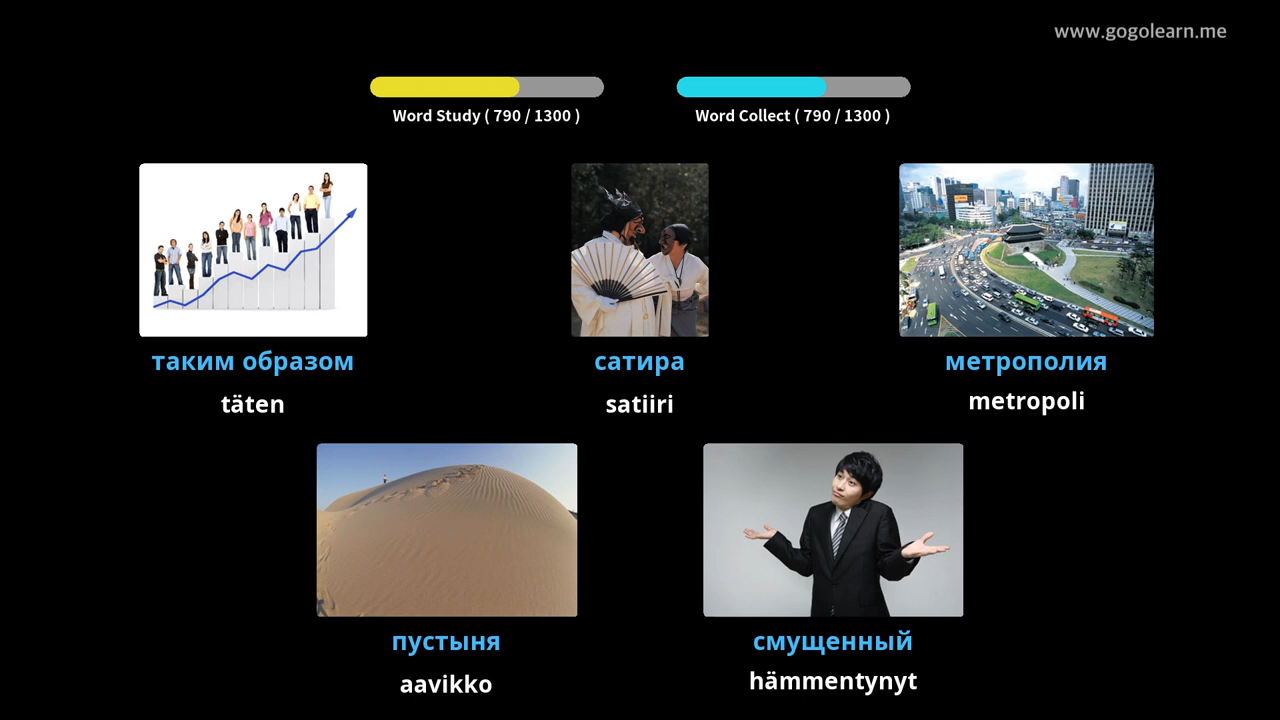 www.gogolearn.me
Word Study ( 790 / 1300 )
Word Collect ( 790 / 1300 )
таким образом
täten
сатира
satiiri
метрополия
metropoli
пустыня
aavikko
смущенный
hämmentynyt